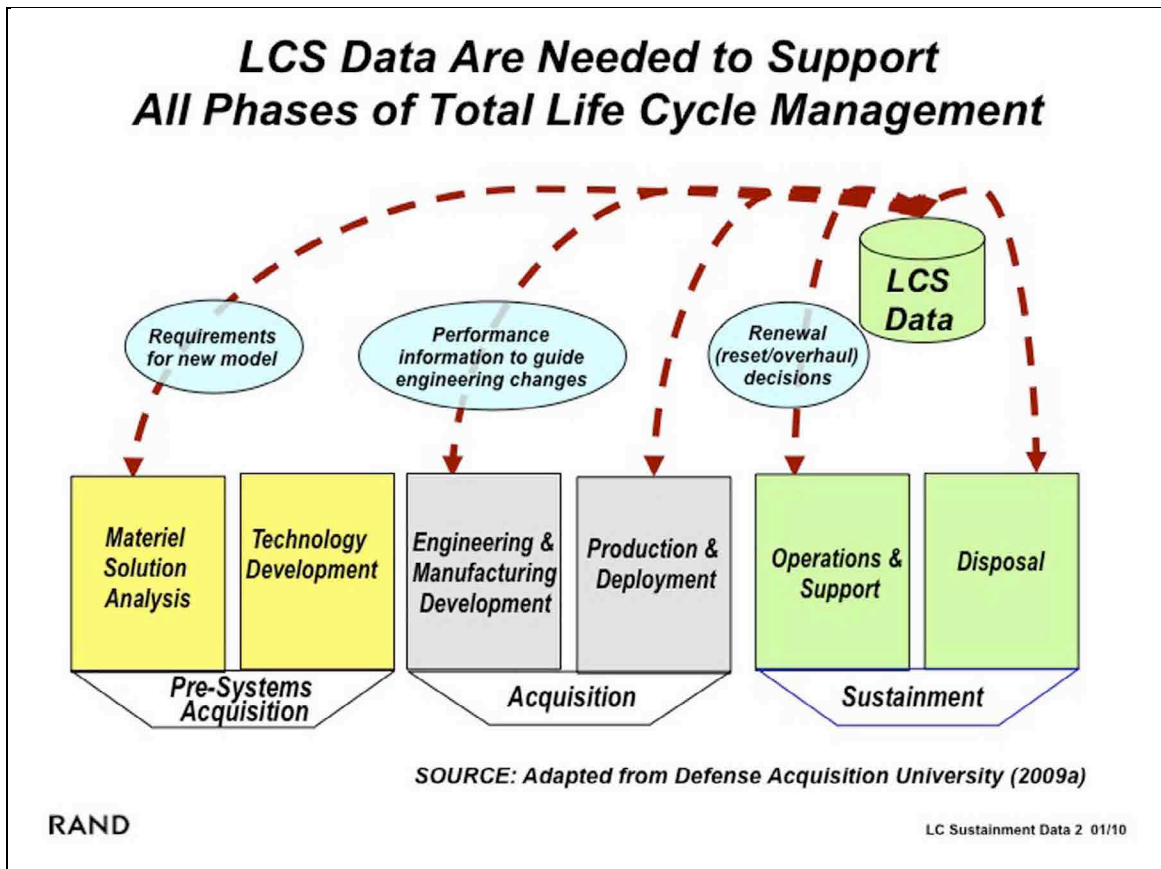 LCS Data Are Needed to Support
All Phases of Total Life Cycle Management
LCS
Data
Requirements
for new model
Performance
information to guide
engineering changes
Renewal
(reset/overhaul)
decisions
Materiel
Solution
Analysis
Technology
Development
Engineering &
Manufacturing
Development
Production &
Deployment
Operations &
Support
Disposal
Pre-Systems
Acquisition
Acquisition
Sustainment
SOURCE: Adapted from Defense Acquisition University (2009a)
RAND
LC Sustainment Data 2 01/10